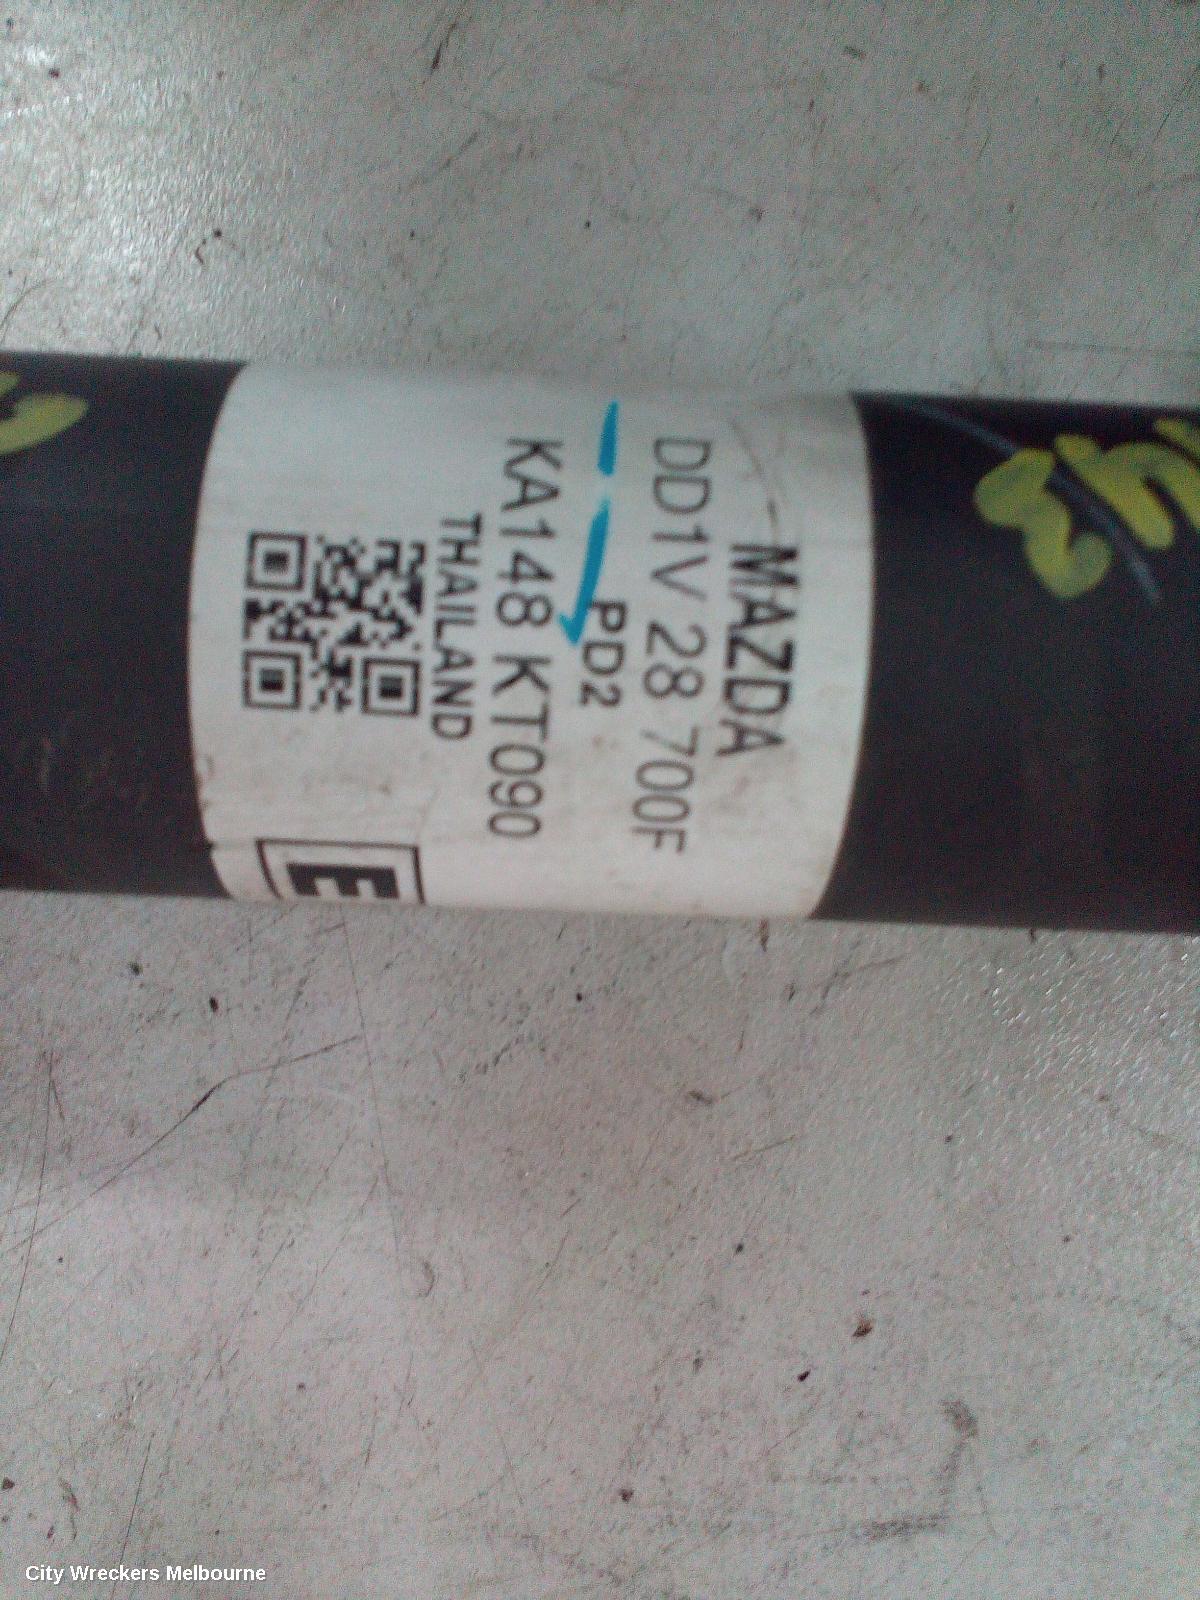 MAZDA
DD1V 28 700F
PD2
KA148 KT090
THAILAND
E
City Wreckers Melbourne